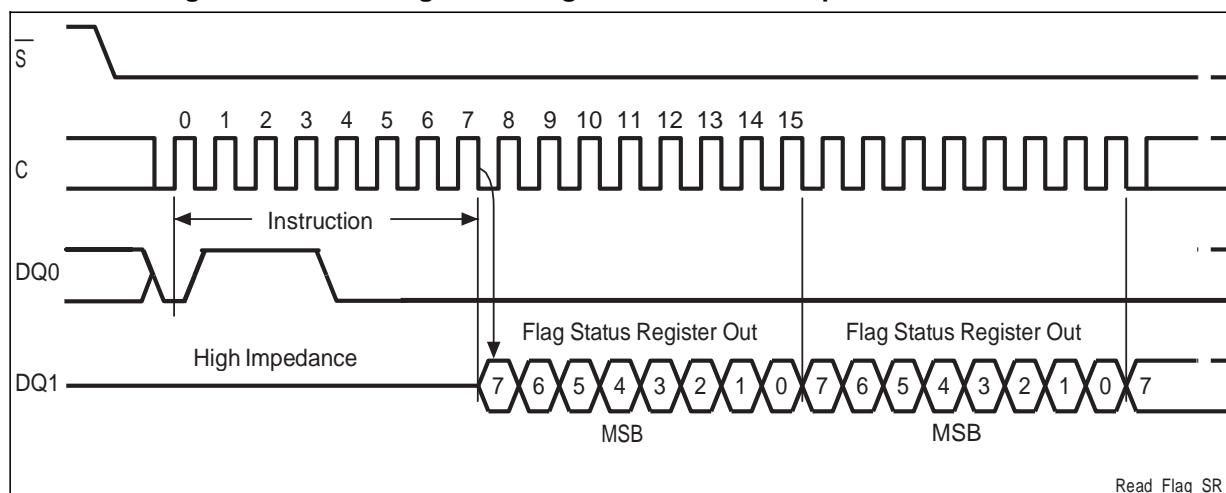 S
0 1 2 3 4 5 6 7 8 9 10 11 12 13 14 15
C
Instruction
DQ0
Flag Status Register Out Flag Status Register Out
High Impedance
DQ1 7 6 5 4 3 2 1 0 7 6 5 4 3 2 1 0 7
MSB MSB
Read Flag SR